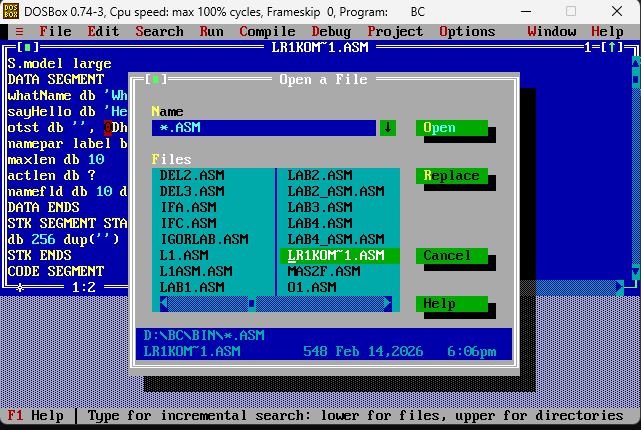 DOS BOX DOSBox 0.74-3, Cpu speed: max 100% cycles, Frameskip 0, Program: BC
≡ File Edit Search Run Compile Debug Project Options Window Help
[■] LR1KOM~1.ASM 1=[↑]
S.model large
DATA SEGMENT
whatName db 'Wh
sayHello db 'He
otst db '', 0Dh
namepar label b
maxlen db 10
actlen db ?
namefld db 10 d
DATA ENDS
STK SEGMENT STA
db 256 dup('')
STK ENDS
CODE SEGMENT
1:2
[■] Open a File
Name
*.ASM ↓
Open
Files
DEL2.ASM LAB2.ASM
Replace
DEL3.ASM LAB2_ASM.ASM
IFA.ASM LAB3.ASM
IFC.ASM LAB4.ASM
IGORLAB.ASM LAB4_ASM.ASM
L1.ASM LR1KOM~1.ASM
Cancel
L1ASM.ASM MAS2F.ASM
LAB1.ASM O1.ASM
Help
D:\BC\BIN\*.ASM
LR1KOM~1.ASM 548 Feb 14,2026 6:06pm
F1 Help | Type for incremental search: lower for files, upper for directories